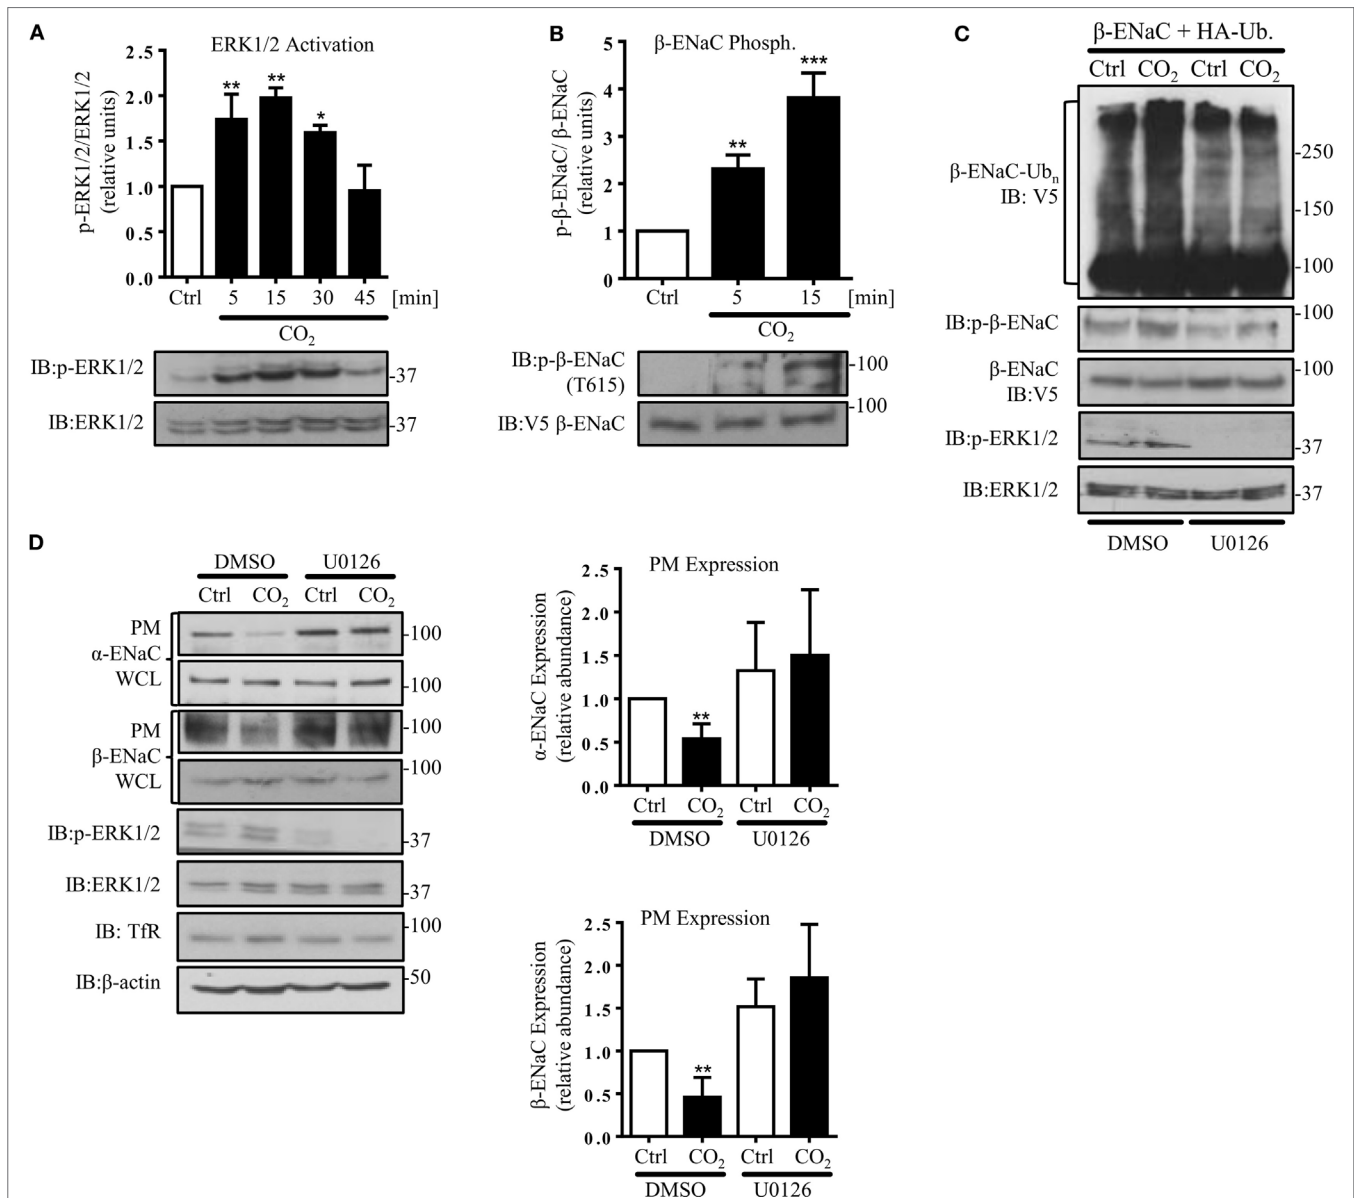 A
ERK1/2 Activation
p-ERK1/2/ERK1/2
(relative units)
2.5
2.0
1.5
1.0
0.5
0.0
**
**
*
Ctrl 5 15 30 45 [min]
CO2
IB:p-ERK1/2
-37
IB:ERK1/2
-37
B
β-ENaC Phosph.
p-β-ENaC/ β-ENaC
(relative units)
5
4
3
2
1
0
**
***
Ctrl 5 15 [min]
CO2
IB:p-β-ENaC
(T615)
-100
IB:V5 β-ENaC
-100
C
β-ENaC + HA-Ub.
Ctrl CO2 Ctrl CO2
β-ENaC-Ubn
IB: V5
-250
-150
-100
IB:p-β-ENaC
-100
β-ENaC
IB:V5
-100
IB:p-ERK1/2
-37
IB:ERK1/2
-37
DMSO U0126
D
DMSO U0126
Ctrl CO2 Ctrl CO2
PM
α-ENaC
WCL
-100
-100
PM
β-ENaC
WCL
-100
-100
IB:p-ERK1/2
-37
IB:ERK1/2
-37
IB: TfR
-100
IB:β-actin
-50
PM Expression
α-ENaC Expression
(relative abundance)
2.5
2.0
1.5
1.0
0.5
0.0
**
Ctrl CO2 Ctrl CO2
DMSO U0126
PM Expression
β-ENaC Expression
(relative abundance)
2.5
2.0
1.5
1.0
0.5
0.0
**
Ctrl CO2 Ctrl CO2
DMSO U0126